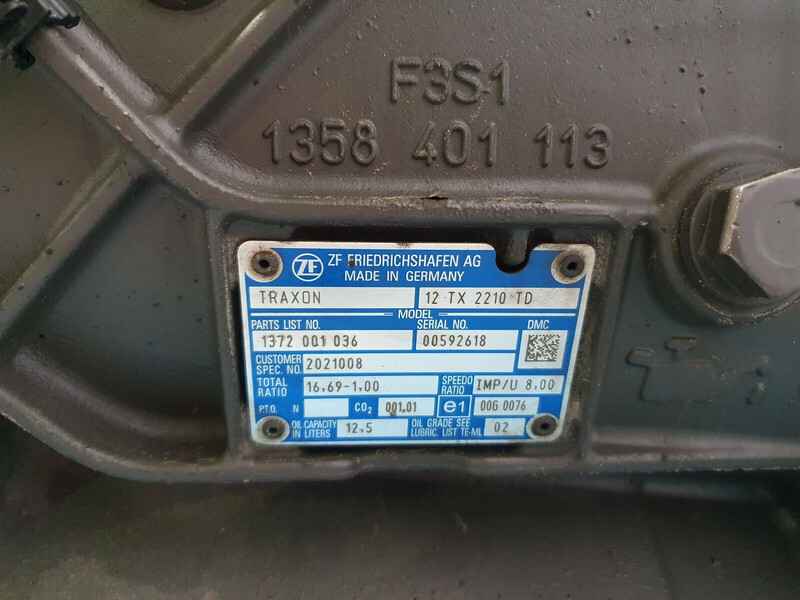 F3S1
1358 401 113
ZF ZF FRIEDRICHSHAFEN AG
MADE IN GERMANY
TRAXON 12 TX 2210 TD
MODEL
PARTS LIST NO. SERIAL NO. DMC
1372 001 036 00592618
CUSTOMER SPEC. NO. 2021008
TOTAL RATIO 16,69-1,00 SPEEDO RATIO IMP/U 8,00
P.T.O. N CO2 001,01 e1 00G 0076
OIL CAPACITY IN LITERS 12,5 OIL GRADE SEE LUBRIC. LIST TE-ML 02